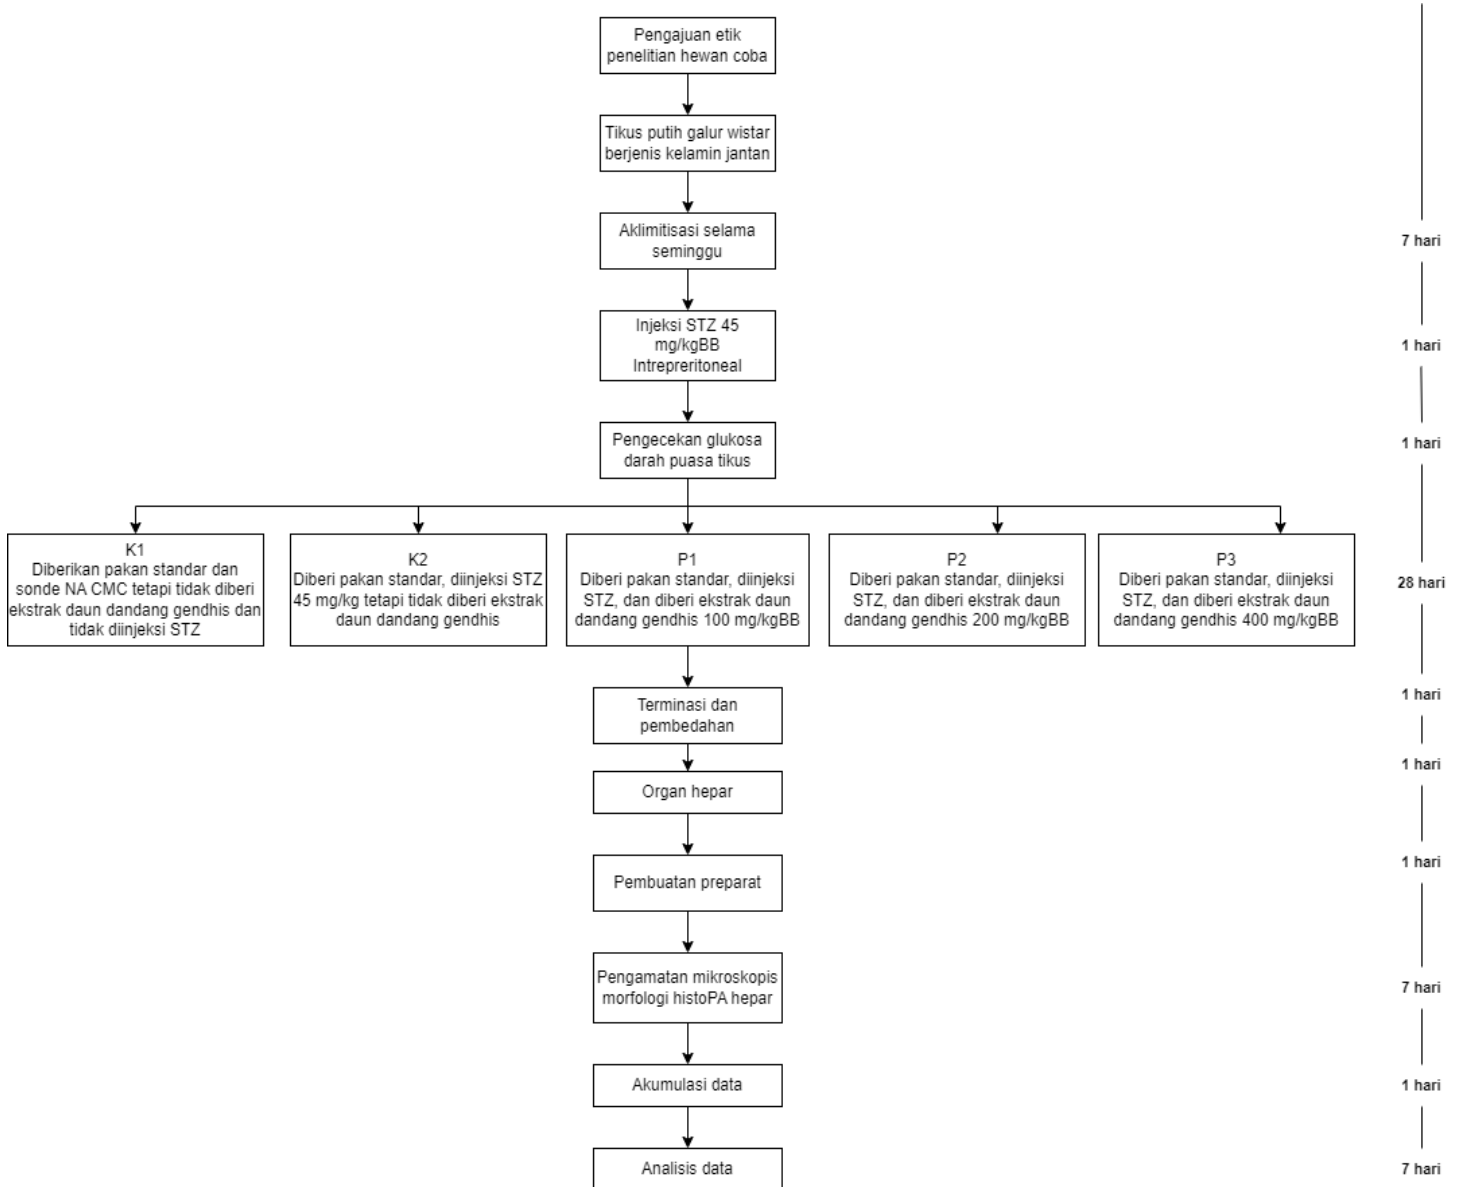 Pengajuan etik
penelitian hewan coba
Tikus putih galur wistar
berjenis kelamin jantan
Aklimitisasi selama
seminggu
7 hari
Injeksi STZ 45
mg/kgBB
Intrepreritoneal
1 hari
Pengecekan glukosa
darah puasa tikus
1 hari
K1
Diberikan pakan standar dan
sonde NA CMC tetapi tidak diberi
ekstrak daun dandang gendhis dan
tidak diinjeksi STZ
K2
Diberi pakan standar, diinjeksi STZ
45 mg/kg tetapi tidak diberi ekstrak
daun dandang gendhis
P1
Diberi pakan standar, diinjeksi
STZ, dan diberi ekstrak daun
dandang gendhis 100 mg/kgBB
P2
Diberi pakan standar, diinjeksi
STZ, dan diberi ekstrak daun
dandang gendhis 200 mg/kgBB
P3
Diberi pakan standar, diinjeksi
STZ, dan diberi ekstrak daun
dandang gendhis 400 mg/kgBB
28 hari
Terminasi dan
pembedahan
1 hari
Organ hepar
1 hari
Pembuatan preparat
1 hari
Pengamatan mikroskopis
morfologi histoPA hepar
7 hari
Akumulasi data
1 hari
Analisis data
7 hari